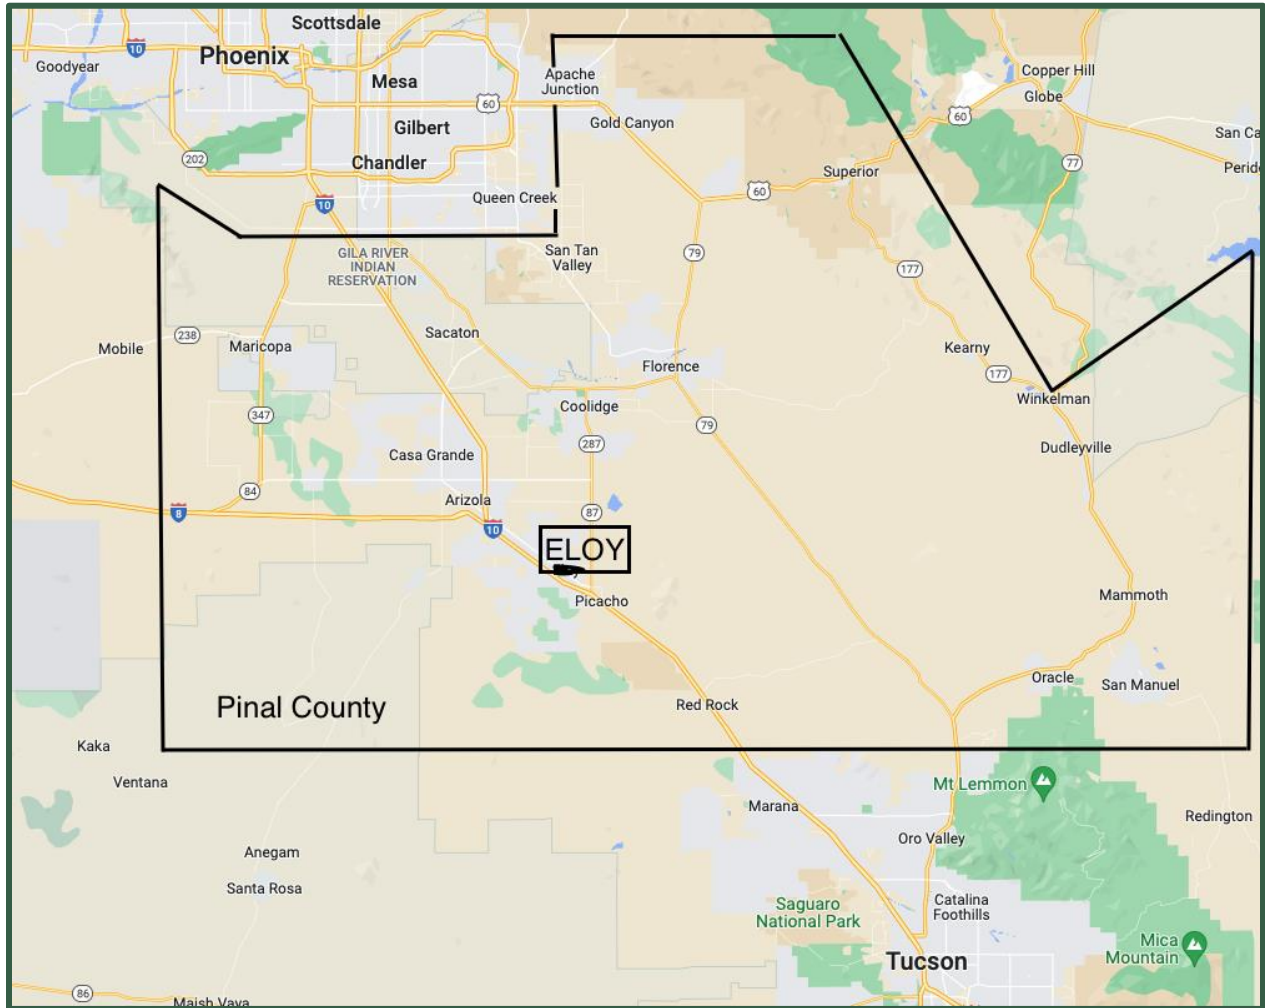 Scottsdale
10
Phoenix
Goodyear
Mesa
Apache
Junction
Copper Hill
Globe
60
Gilbert
Gold Canyon
60
San Ca
202
Chandler
Superior
77
Perid
Queen Creek
60
10
GILA RIVER
INDIAN
RESERVATION
San Tan
Valley
79
177
238
Mobile
Maricopa
Sacaton
Kearny
Florence
177
Winkelman
Coolidge
347
79
287
Casa Grande
Dudleyville
84
Arizola
8
87
10
ELOY
Picacho
Mammoth
Oracle
San Manuel
Red Rock
Pinal County
Kaka
Ventana
Mt Lemmon
Marana
Redington
Oro Valley
Anegam
Santa Rosa
Saguaro
National Park
Catalina
Foothills
Mica
Mountain
Tucson
86
Maish Vaya